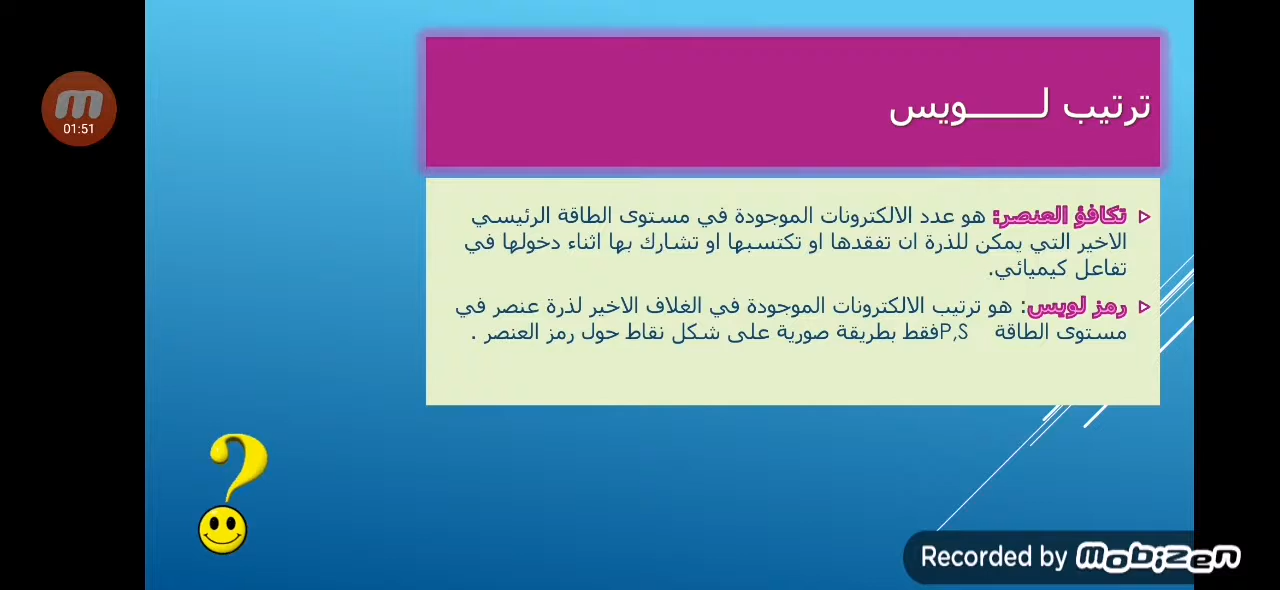 ترتيب لـــــــويس
تكافؤ العنصر: هو عدد الالكترونات الموجودة في مستوى الطاقة الرئيسي
الاخير التي يمكن للذرة ان تفقدها او تكتسبها او تشارك بها اثناء دخولها في
تفاعل كيميائي.
رمز لويس: هو ترتيب الالكترونات الموجودة في الغلاف الاخير لذرة عنصر في
مستوى الطاقة P,S فقط بطريقة صورية على شكل نقاط حول رمز العنصر .
01:51
Recorded by Mobizen